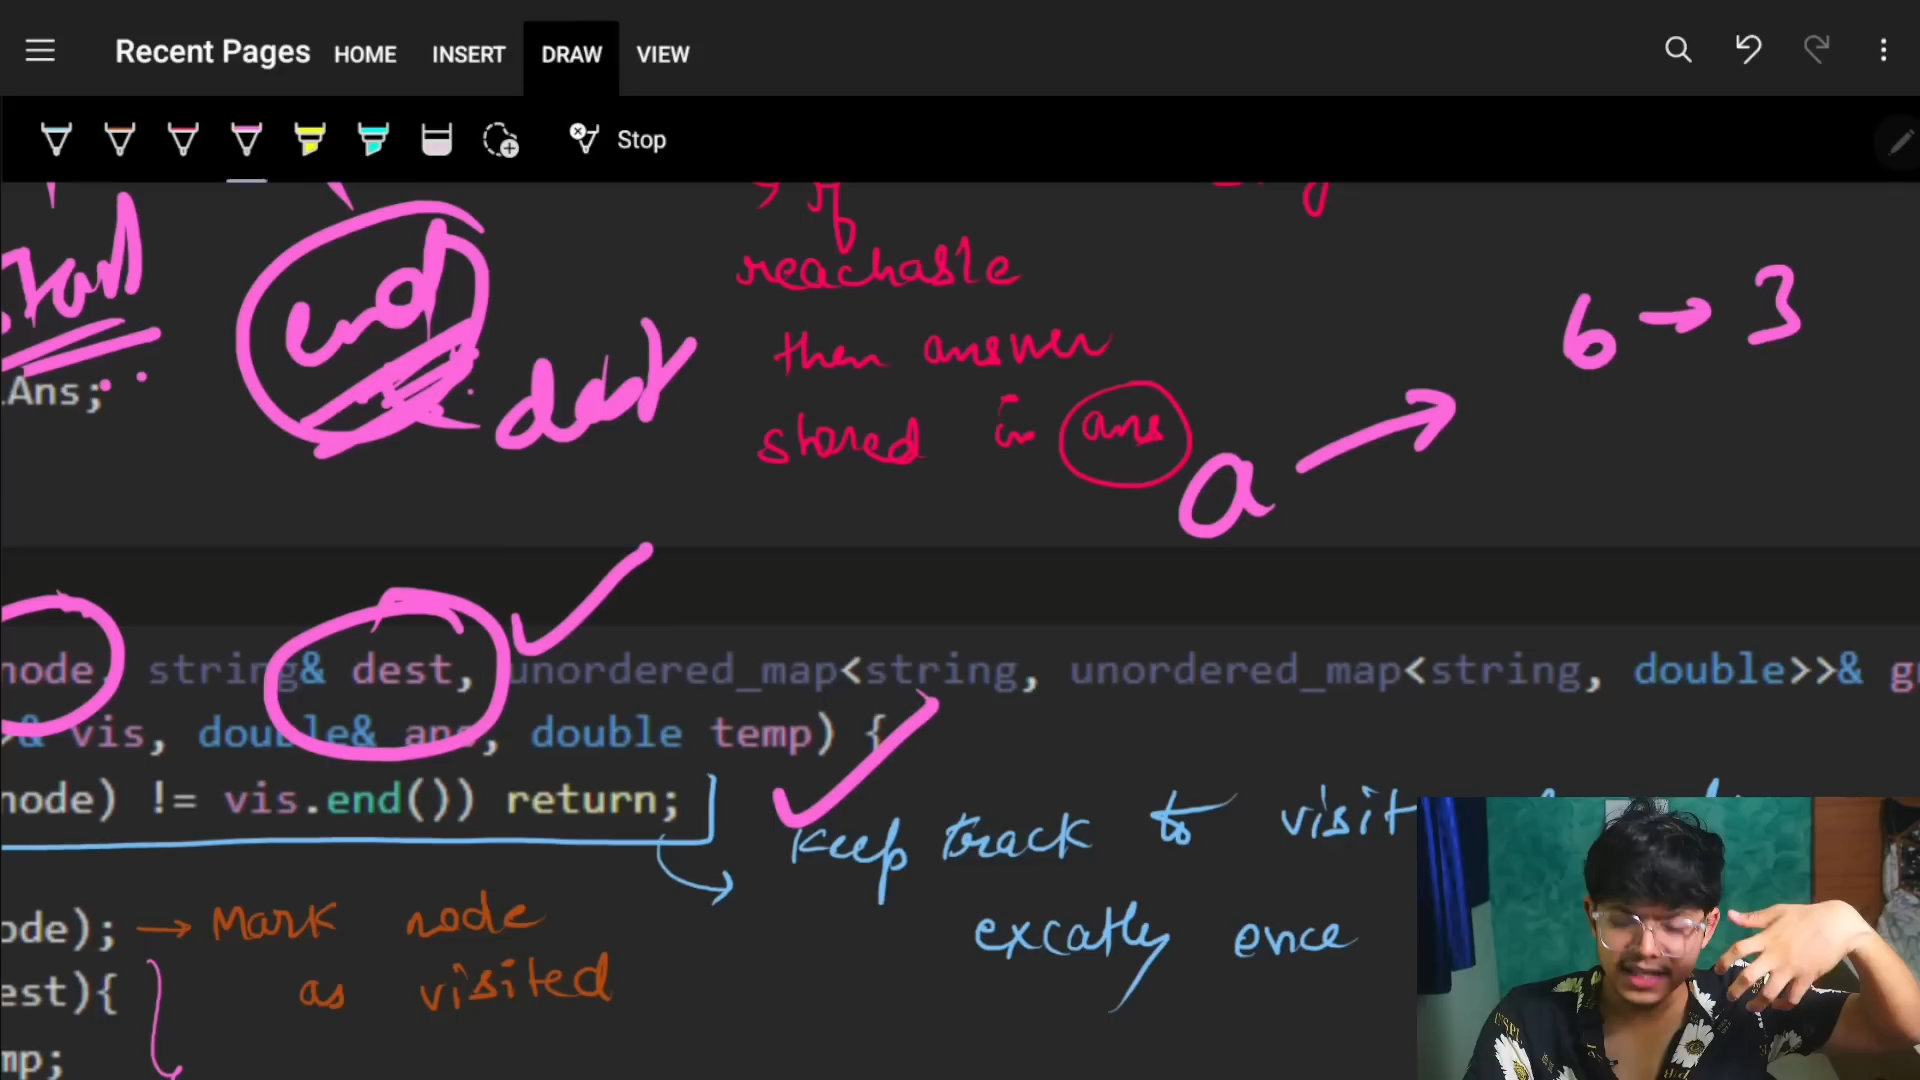 Recent Pages HOME INSERT DRAW VIEW
Stop
if
reachable
end
6 → 3
then answer
.Ans;
dest
stored in ans
a →
node, string& dest, unordered_map<string, unordered_map<string, double>>& g
>& vis, double& ans, double temp) {
node) != vis.end()) return;
Keep track to visit
ode); → Mark node
excatly once
as visited
est){
mp;